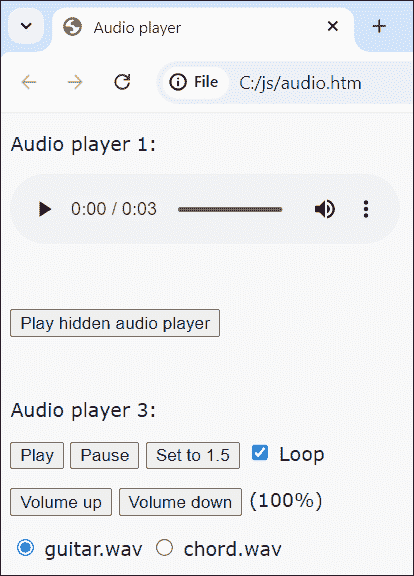 Audio player
File C:/js/audio.htm
Audio player 1:
0:00 / 0:03
Play hidden audio player
Audio player 3:
Play Pause Set to 1.5 Loop
Volume up Volume down (100%)
guitar.wav chord.wav